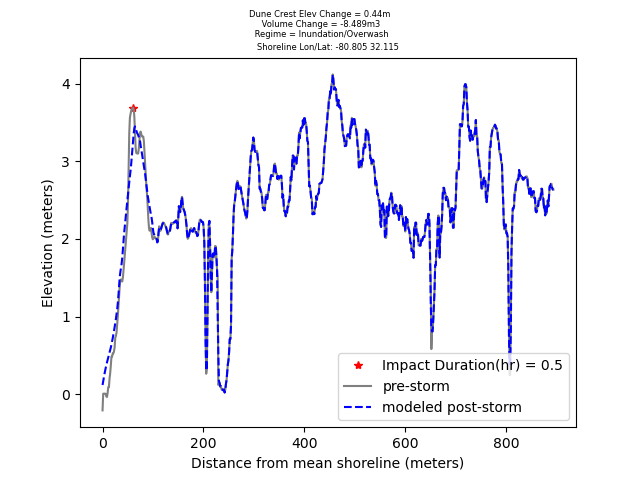 Dune Crest Elev Change = 0.44m
Volume Change = -8.489m3
Regime = Inundation/Overwash
Shoreline Lon/Lat: -80.805 32.115
4
3
2
1
0
Elevation (meters)
Impact Duration(hr) = 0.5
pre-storm
modeled post-storm
0 200 400 600 800
Distance from mean shoreline (meters)